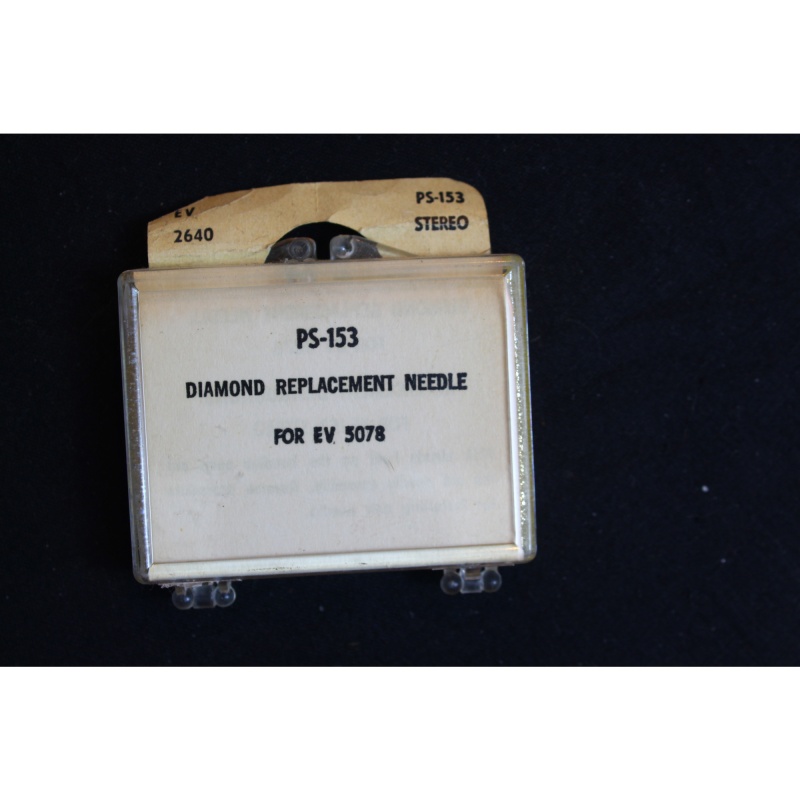 EV
2640
PS-153
STEREO
PS-153
DIAMOND REPLACEMENT NEEDLE
FOR EV 5078